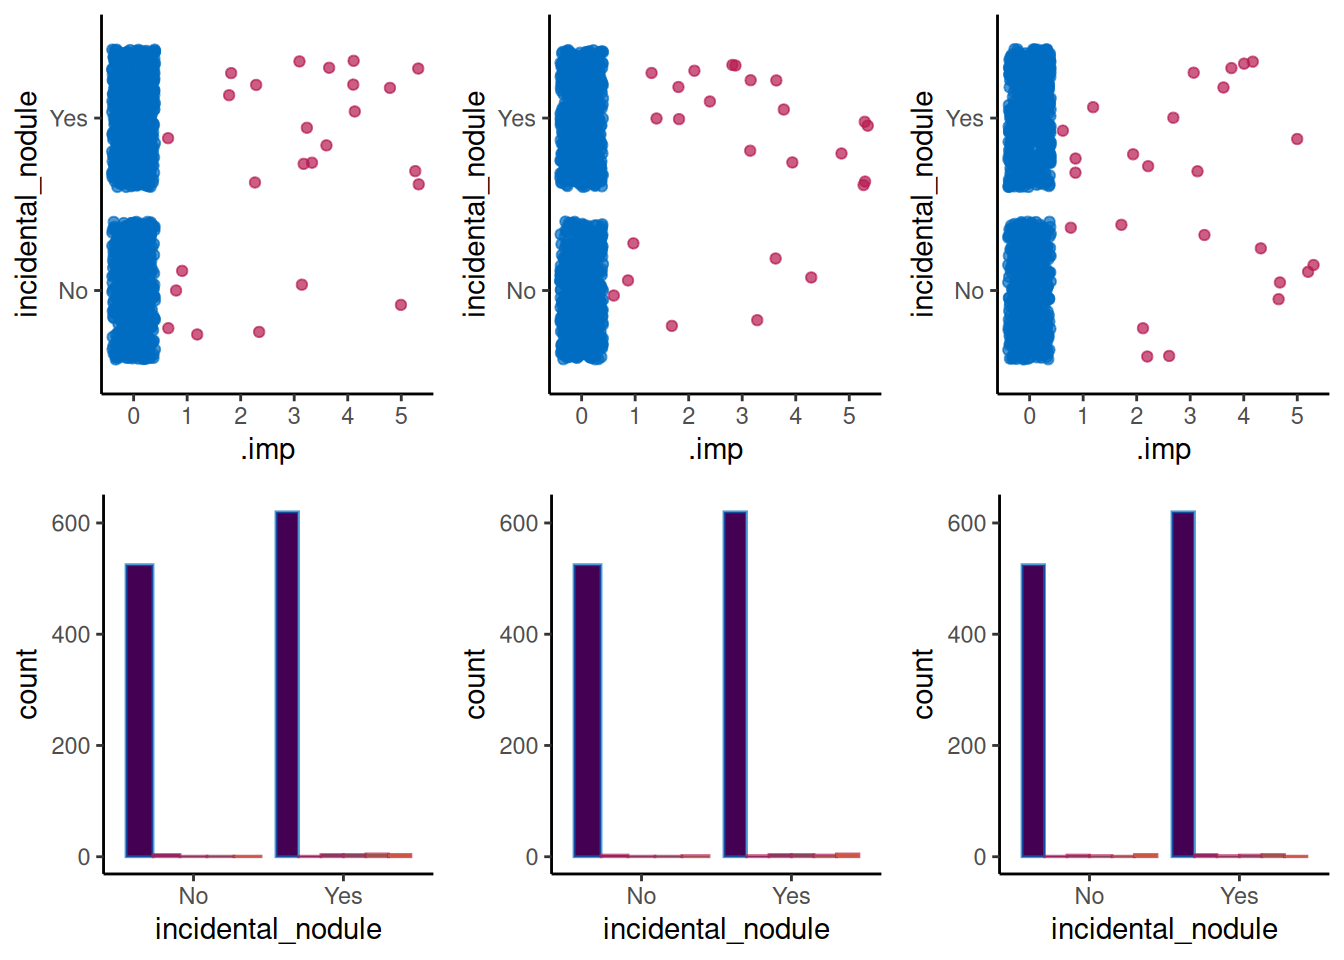 incidental_nodule
Yes
No
0 1 2 3 4 5
.imp
incidental_nodule
Yes
No
0 1 2 3 4 5
.imp
incidental_nodule
Yes
No
0 1 2 3 4 5
.imp
count
600
400
200
0
No Yes
incidental_nodule
count
600
400
200
0
No Yes
incidental_nodule
count
600
400
200
0
No Yes
incidental_nodule